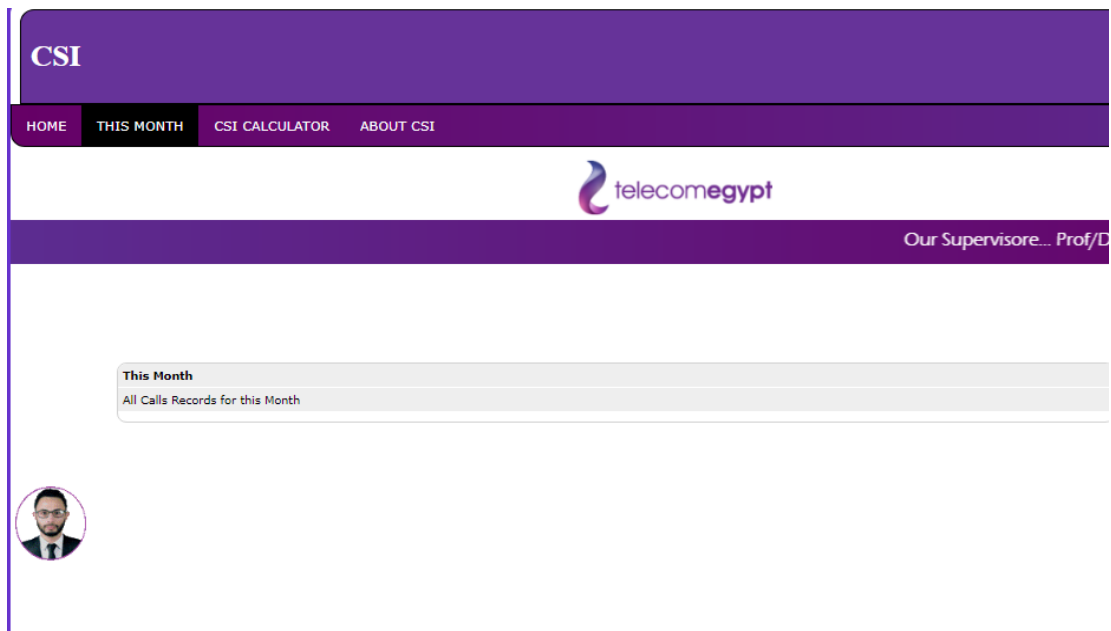 CSI
HOME THIS MONTH CSI CALCULATOR ABOUT CSI
telecomegypt
Our Supervisore... Prof/D
This Month
All Calls Records for this Month